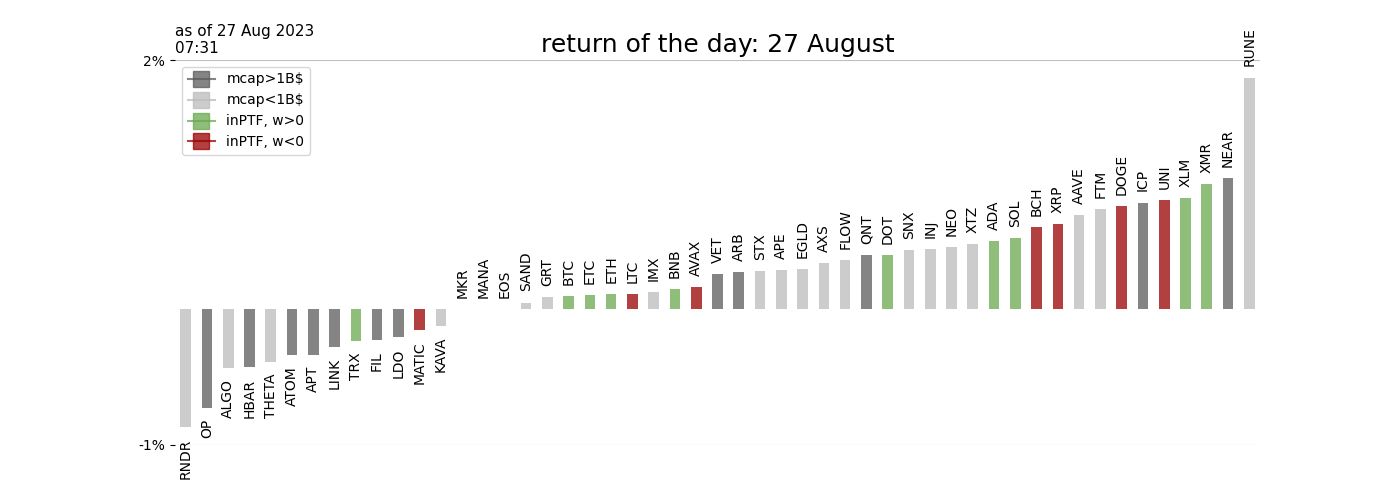 as of 27 Aug 2023
07:31
return of the day: 27 August
2%
-1%
mcap>1B$
mcap<1B$
inPTF, w>0
inPTF, w<0
RNDR
OP
ALGO
HBAR
THETA
ATOM
APT
LINK
TRX
FIL
LDO
MATIC
KAVA
MKR
MANA
EOS
SAND
GRT
BTC
ETC
ETH
LTC
IMX
BNB
AVAX
VET
ARB
STX
APE
EGLD
AXS
FLOW
QNT
DOT
SNX
INJ
NEO
XTZ
ADA
SOL
BCH
XRP
AAVE
FTM
DOGE
ICP
UNI
XLM
XMR
NEAR
RUNE